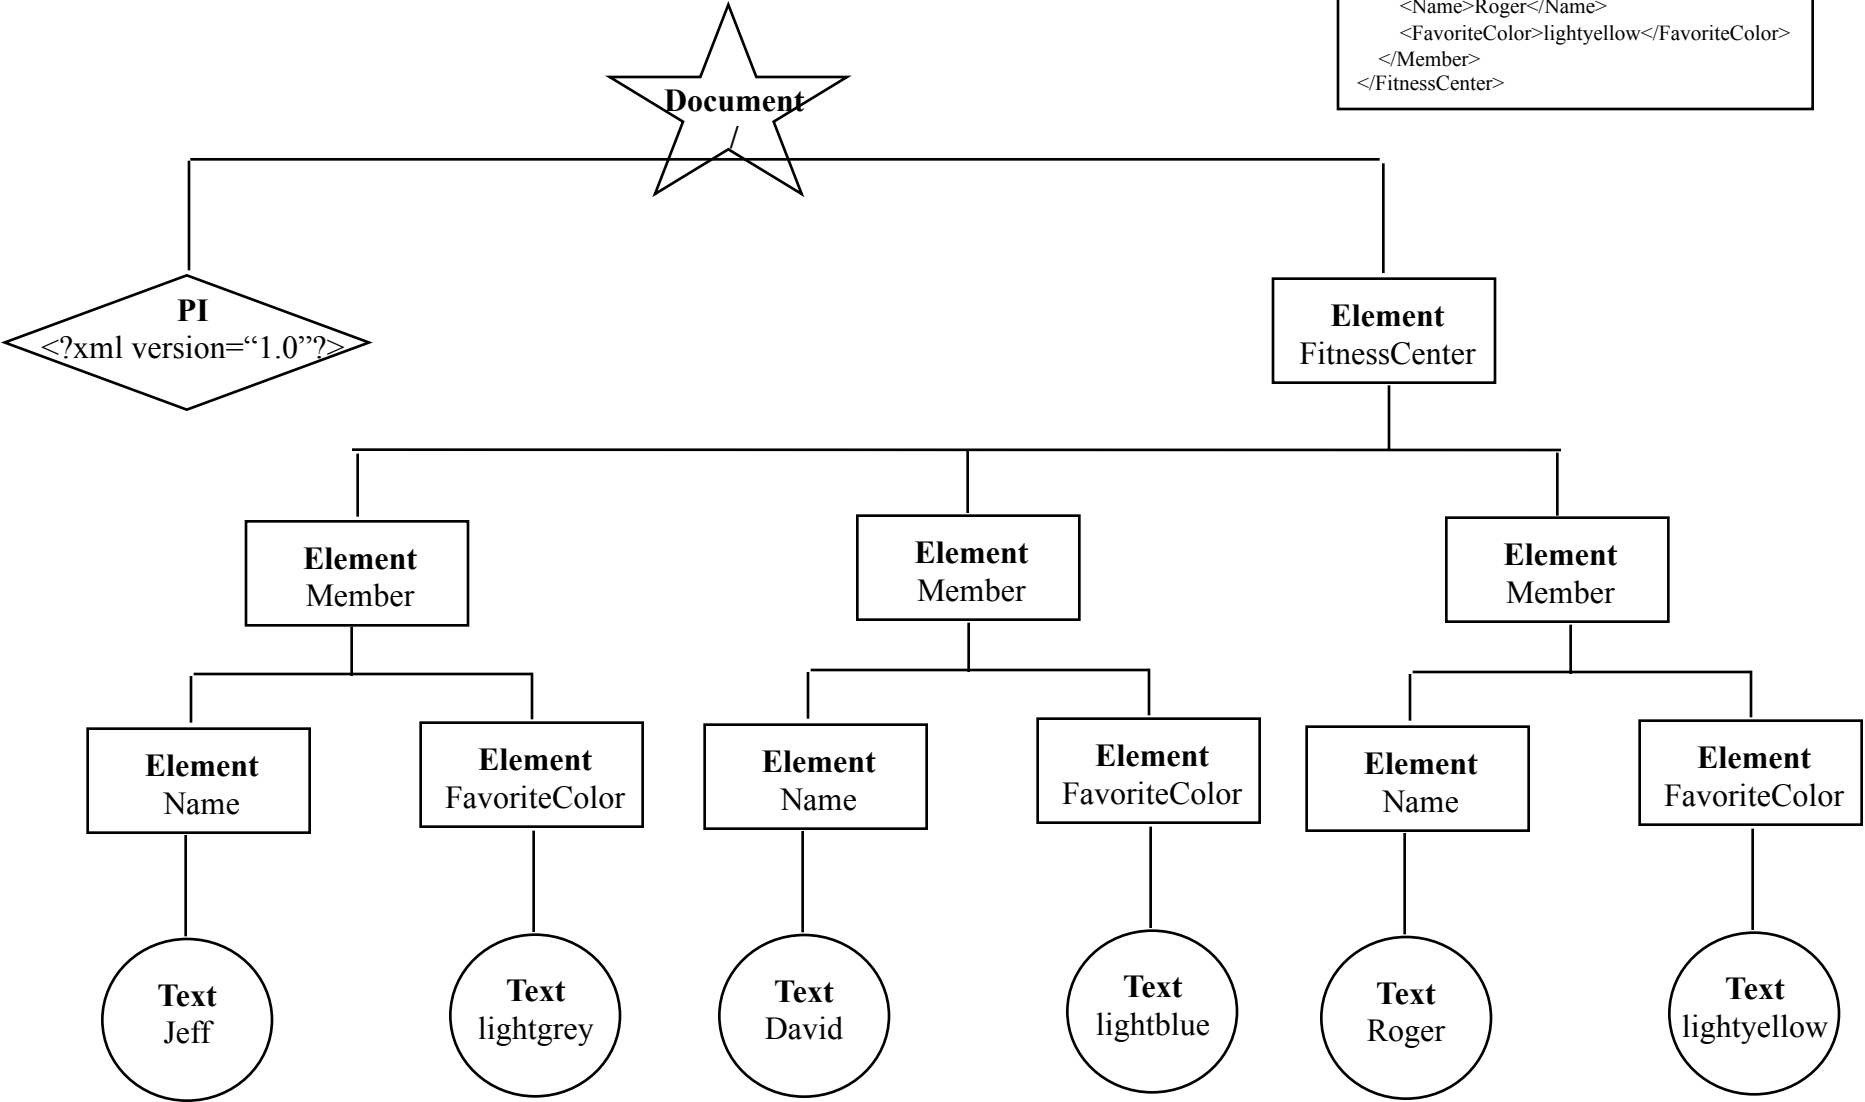 <Name>Roger</Name>
<FavoriteColor>lightyellow</FavoriteColor>
</Member>
</FitnessCenter>
Document
PI
<?xml version=“1.0”?>
Element
FitnessCenter
Element
Member
Element
Member
Element
Member
Element
Name
Element
FavoriteColor
Element
Name
Element
FavoriteColor
Element
Name
Element
FavoriteColor
Text
Jeff
Text
lightgrey
Text
David
Text
lightblue
Text
Roger
Text
lightyellow